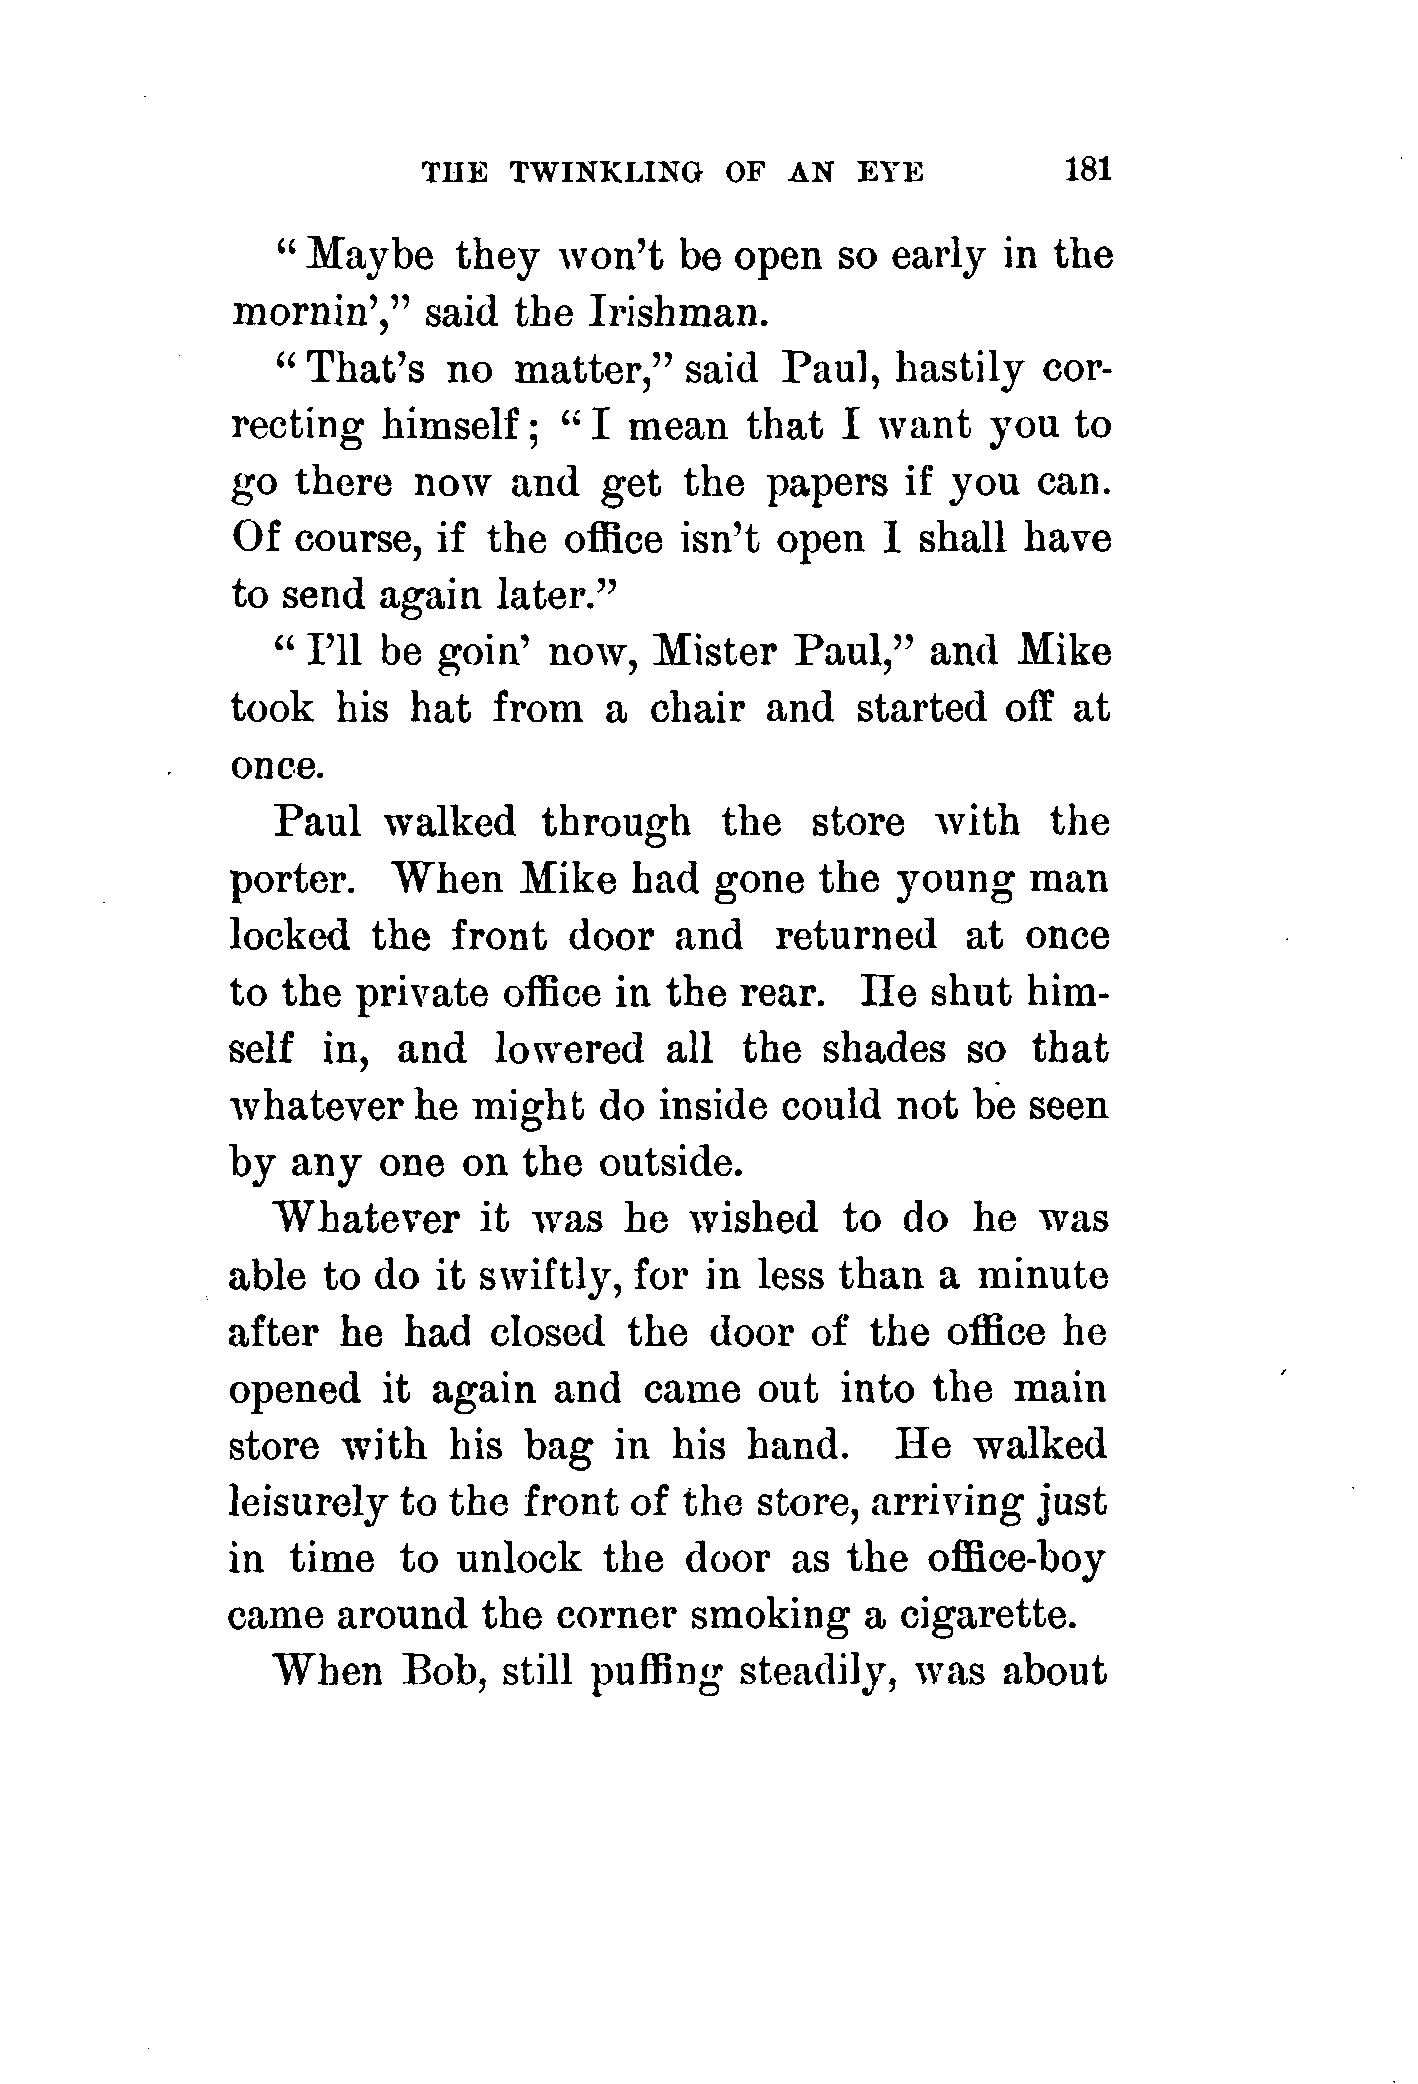 THE TWINKLING OF AN EYE 181
“Maybe they won’t be open so early in the
mornin’,” said the Irishman.
“That’s no matter,” said Paul, hastily cor-
recting himself; “I mean that I want you to
go there now and get the papers if you can.
Of course, if the office isn’t open I shall have
to send again later.”
“I’ll be goin’ now, Mister Paul,” and Mike
took his hat from a chair and started off at
once.
Paul walked through the store with the
porter. When Mike had gone the young man
locked the front door and returned at once
to the private office in the rear. He shut him-
self in, and lowered all the shades so that
whatever he might do inside could not be seen
by any one on the outside.
Whatever it was he wished to do he was
able to do it swiftly, for in less than a minute
after he had closed the door of the office he
opened it again and came out into the main
store with his bag in his hand. He walked
leisurely to the front of the store, arriving just
in time to unlock the door as the office-boy
came around the corner smoking a cigarette.
When Bob, still puffing steadily, was about